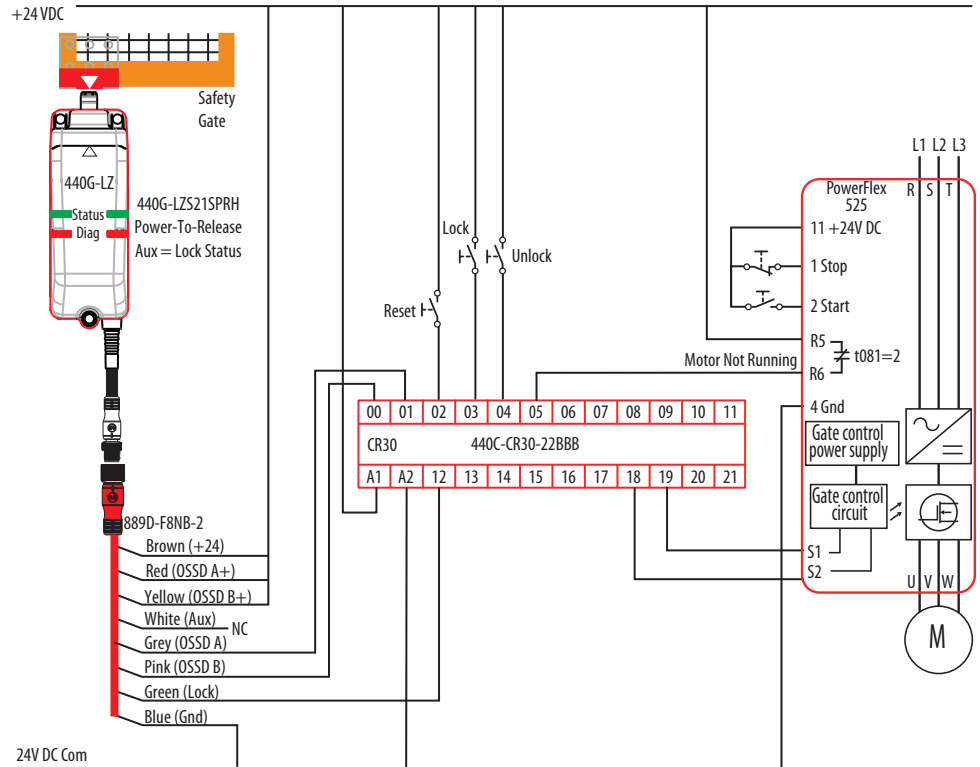 +24 VDC
Safety
Gate
440G-LZ
Status
Diag
440G-LZS21SPRH
Power-To-Release
Aux = Lock Status
Lock
Unlock
Reset
L1 L2 L3
R S T
PowerFlex
525
11 +24V DC
1 Stop
2 Start
R5
t081=2
R6
Motor Not Running
4 Gnd
Gate control
power supply
Gate control
circuit
S1
S2
U V W
M
00 01 02 03 04 05 06 07 08 09 10 11
CR30 440C-CR30-22BBB
A1 A2 12 13 14 15 16 17 18 19 20 21
889D-F8NB-2
Brown (+24)
Red (OSSD A+)
Yellow (OSSD B+)
White (Aux)
NC
Grey (OSSD A)
Pink (OSSD B)
Green (Lock)
Blue (Gnd)
24V DC Com